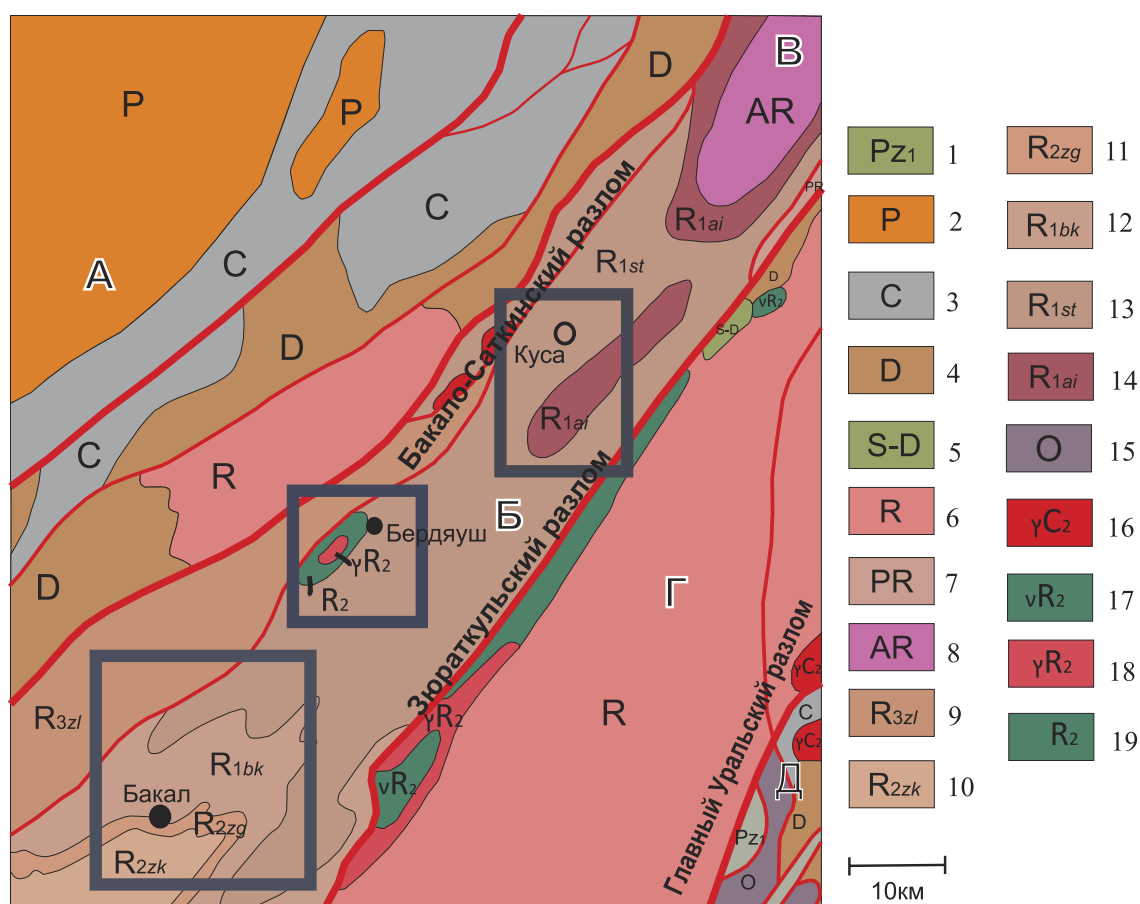 P
P
D
В
AR
C
C
А
PR
R1ai
R1st
D
νR2
S-D
Бакало-Саткинский разлом
О
Куса
R1ai
D
C
R
Б
Бердяуш
γR2
R2
Зюраткульский разлом
Г
D
R
R3zl
R1bk
Бакал
R2zg
R2zk
γR2
νR2
Главный Уральский разлом
γC2
C
γC2
Д
D
Pz1
O
Pz1 1
P 2
C 3
D 4
S-D 5
R 6
PR 7
AR 8
R3zl 9
R2zk 10
R2zg 11
R1bk 12
R1st 13
R1ai 14
O 15
γC2 16
νR2 17
γR2 18
R2 19
10км